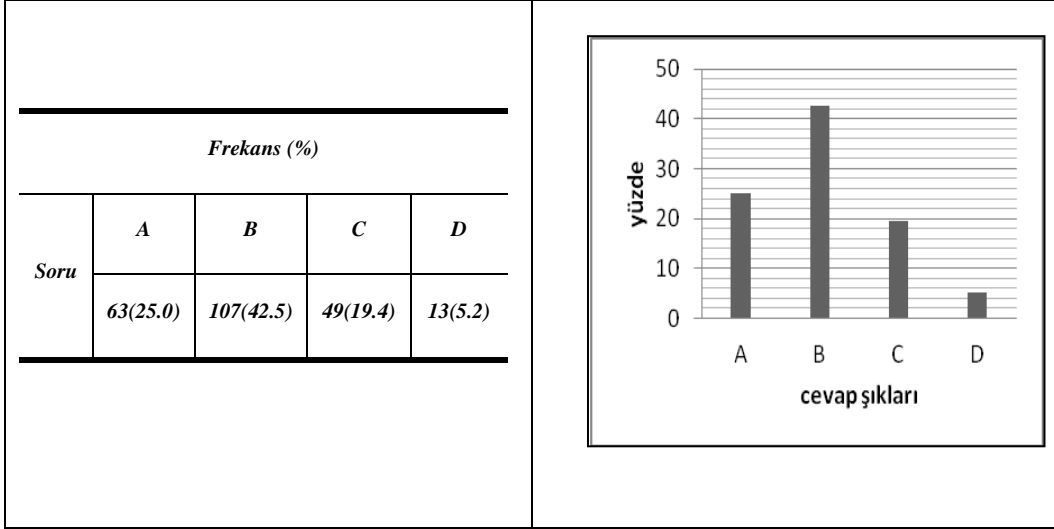 Frekans (%)
Soru
A B C D
63(25.0) 107(42.5) 49(19.4) 13(5.2)
50
40
30
20
10
0
yüzde
A B C D
cevap şıkları